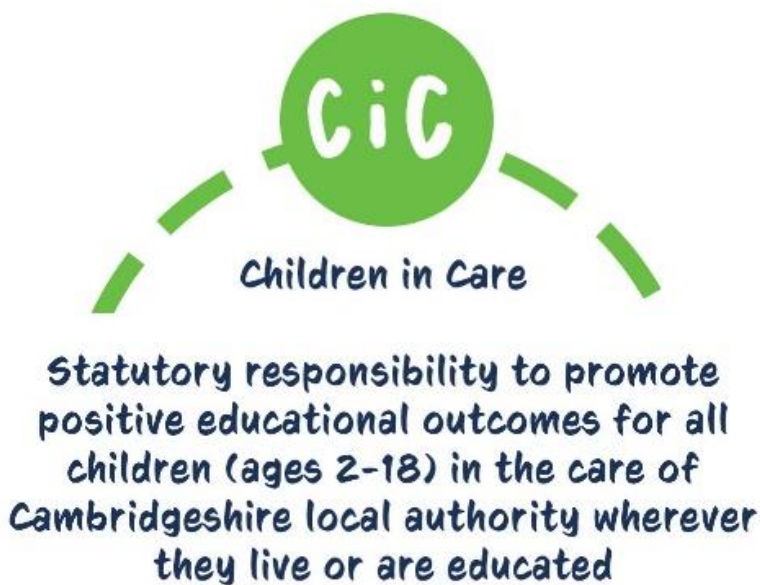 CiC
Children in Care
Statutory responsibility to promote
positive educational outcomes for all
children (ages 2-18) in the care of
Cambridgeshire local authority wherever
they live or are educated